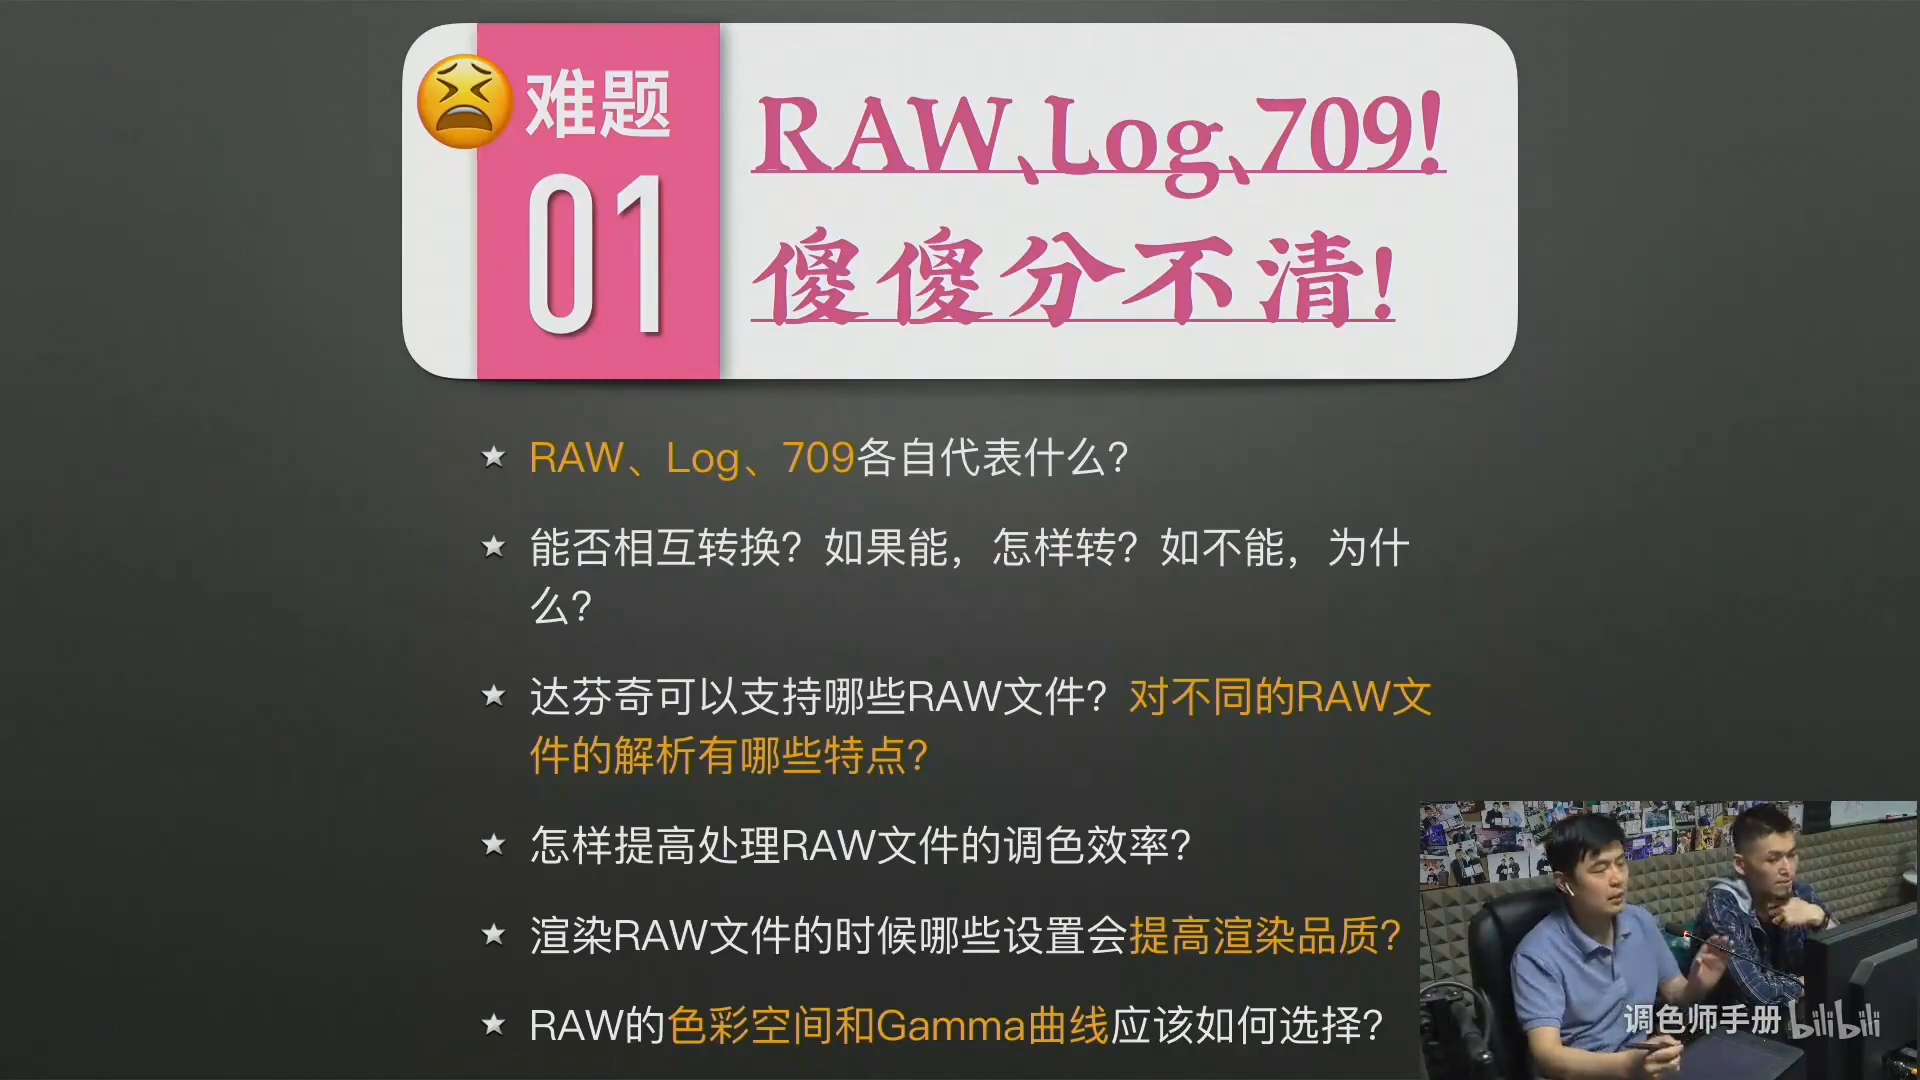 难题
01
RAW、Log、709!
傻傻分不清!
★ RAW、Log、709各自代表什么?
★ 能否相互转换?如果能，怎样转?如不能，为什
么?
★ 达芬奇可以支持哪些RAW文件?对不同的RAW文
件的解析有哪些特点?
★ 怎样提高处理RAW文件的调色效率?
★ 渲染RAW文件的时候哪些设置会提高渲染品质?
★ RAW的色彩空间和Gamma曲线应该如何选择?
调色师手册 bilibili